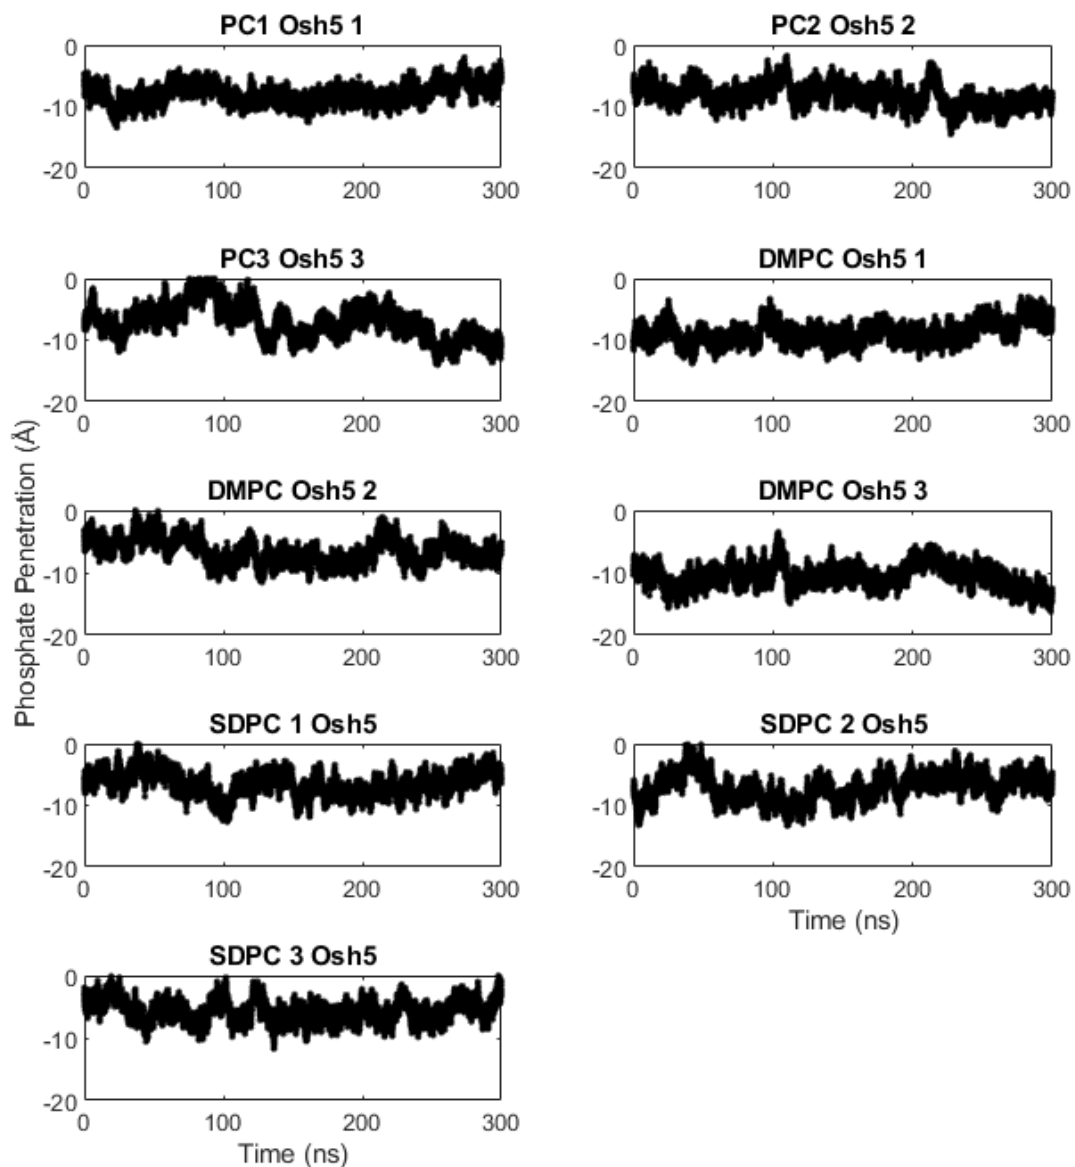 PC1 Osh5 1
0
-10
-20
0 100 200 300
PC2 Osh5 2
0
-10
-20
0 100 200 300
PC3 Osh5 3
0
-10
-20
0 100 200 300
DMPC Osh5 1
0
-10
-20
0 100 200 300
Phosphate Penetration (Å)
DMPC Osh5 2
0
-10
-20
0 100 200 300
DMPC Osh5 3
0
-10
-20
0 100 200 300
SDPC 1 Osh5
0
-10
-20
0 100 200 300
SDPC 2 Osh5
0
-10
-20
0 100 200 300
Time (ns)
SDPC 3 Osh5
0
-10
-20
0 100 200 300
Time (ns)